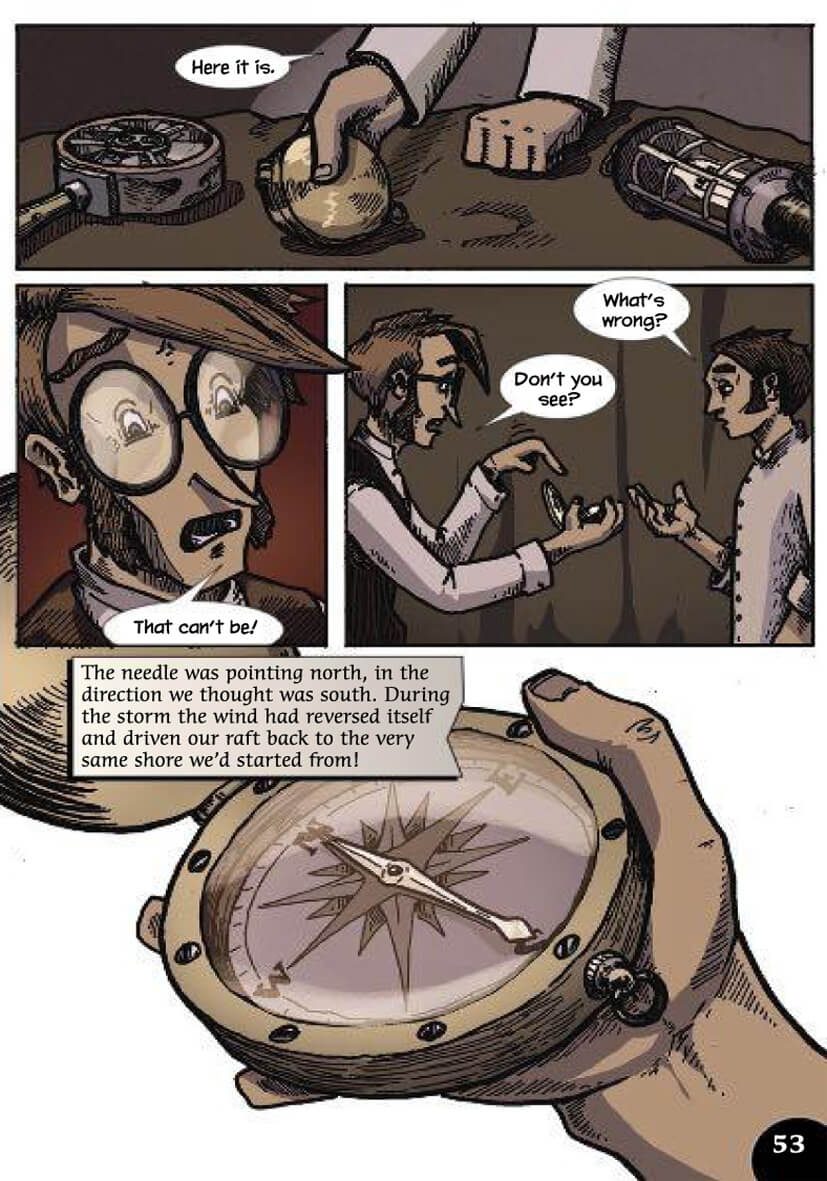 Here it is.
That can't be!
Don't you
see?
What's
wrong?
The needle was pointing north, in the
direction we thought was south. During
the storm the wind had reversed itself
and driven our raft back to the very
same shore we'd started from!
E
53